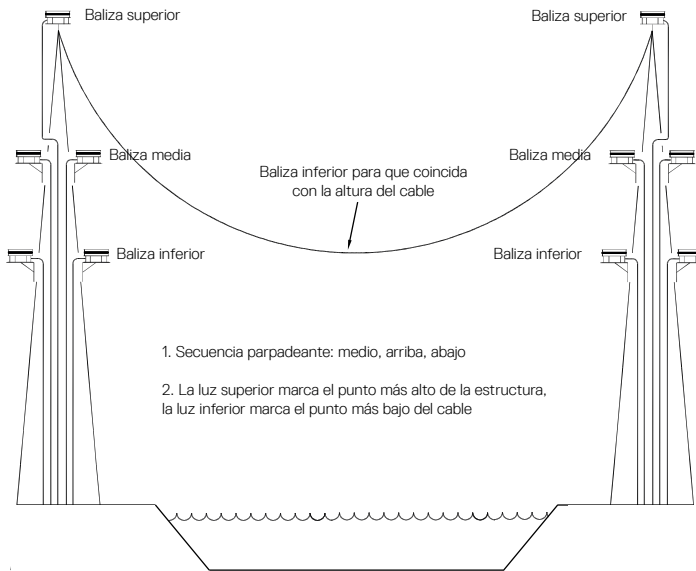 Baliza superior
Baliza superior
Baliza media
Baliza media
Baliza inferior para que coincida
con la altura del cable
Baliza inferior
Baliza inferior
1. Secuencia parpadeante: medio, arriba, abajo
2. La luz superior marca el punto más alto de la estructura,
la luz inferior marca el punto más bajo del cable